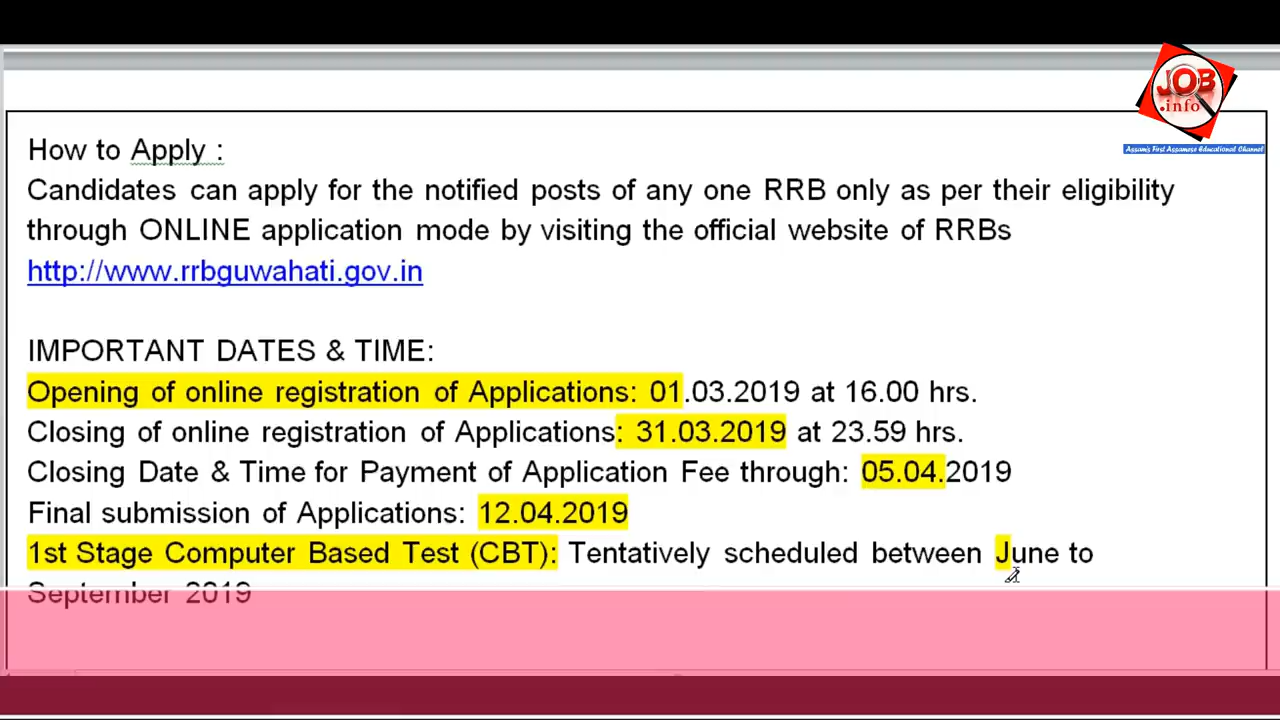 JOB
.info
Assam's First Assamese Educational Channel
How to Apply :
Candidates can apply for the notified posts of any one RRB only as per their eligibility
through ONLINE application mode by visiting the official website of RRBs
http://www.rrbguwahati.gov.in
IMPORTANT DATES & TIME:
Opening of online registration of Applications: 01.03.2019 at 16.00 hrs.
Closing of online registration of Applications: 31.03.2019 at 23.59 hrs.
Closing Date & Time for Payment of Application Fee through: 05.04.2019
Final submission of Applications: 12.04.2019
1st Stage Computer Based Test (CBT): Tentatively scheduled between June to
September 2019